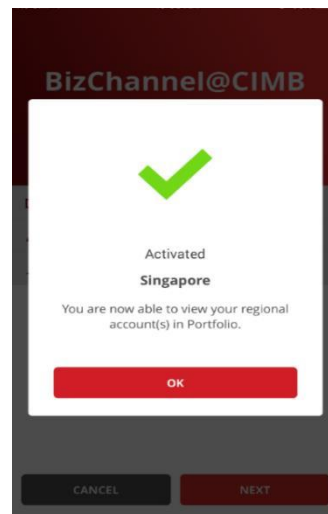 BizChannel@CIMB
Activated
Singapore
You are now able to view your regional
account(s) in Portfolio.
OK
CANCEL
NEXT